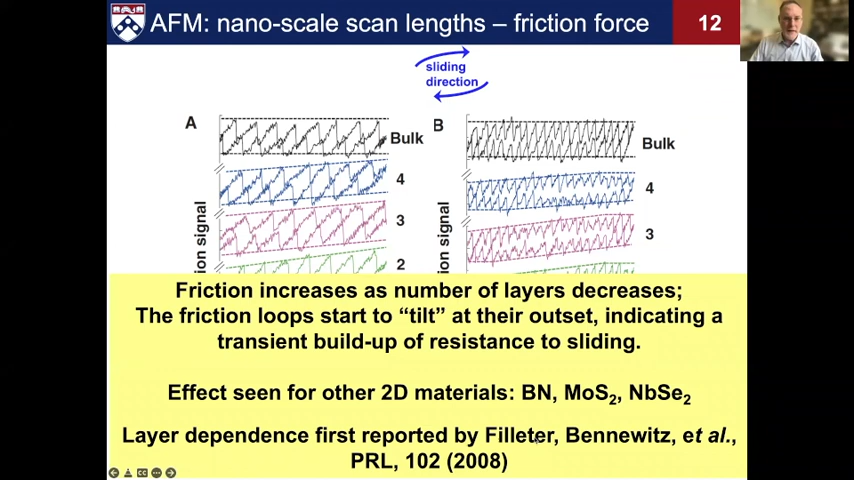 AFM: nano-scale scan lengths – friction force
12
sliding
direction
A
B
Bulk
Bulk
4
4
3
3
2
ion signal
ion signal
Friction increases as number of layers decreases;
The friction loops start to “tilt” at their outset, indicating a
transient build-up of resistance to sliding.
Effect seen for other 2D materials: BN, MoS₂, NbSe₂
Layer dependence first reported by Filleter, Bennewitz, et al.,
PRL, 102 (2008)